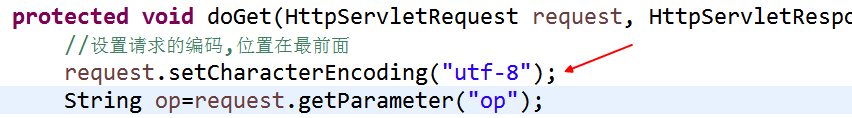 protected void doGet(HttpServletRequest request, HttpServletRespo
//设置请求的编码,位置在最前面
request.setCharacterEncoding("utf-8");
String op=request.getParameter("op");